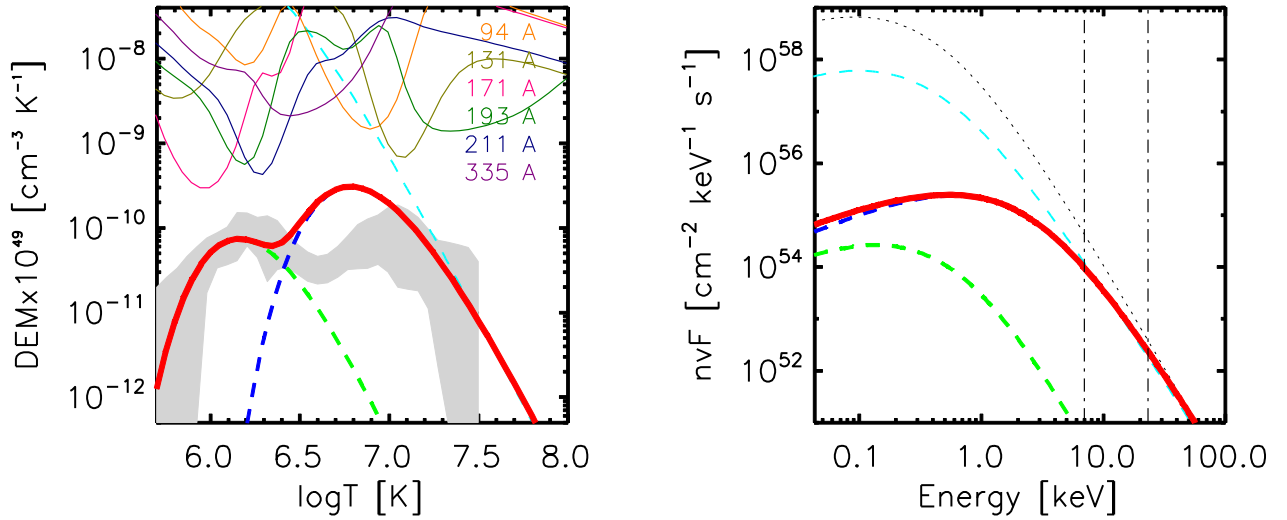 94 A
131 A
171 A
193 A
211 A
335 A
10⁻⁸
10⁻⁹
10⁻¹⁰
10⁻¹¹
10⁻¹²
DEMx10⁴⁹ [cm⁻³ K⁻¹]
6.0 6.5 7.0 7.5 8.0
logT [K]
10⁵⁸
10⁵⁶
10⁵⁴
10⁵²
nvF [cm⁻² keV⁻¹ s⁻¹]
0.1 1.0 10.0 100.0
Energy [keV]